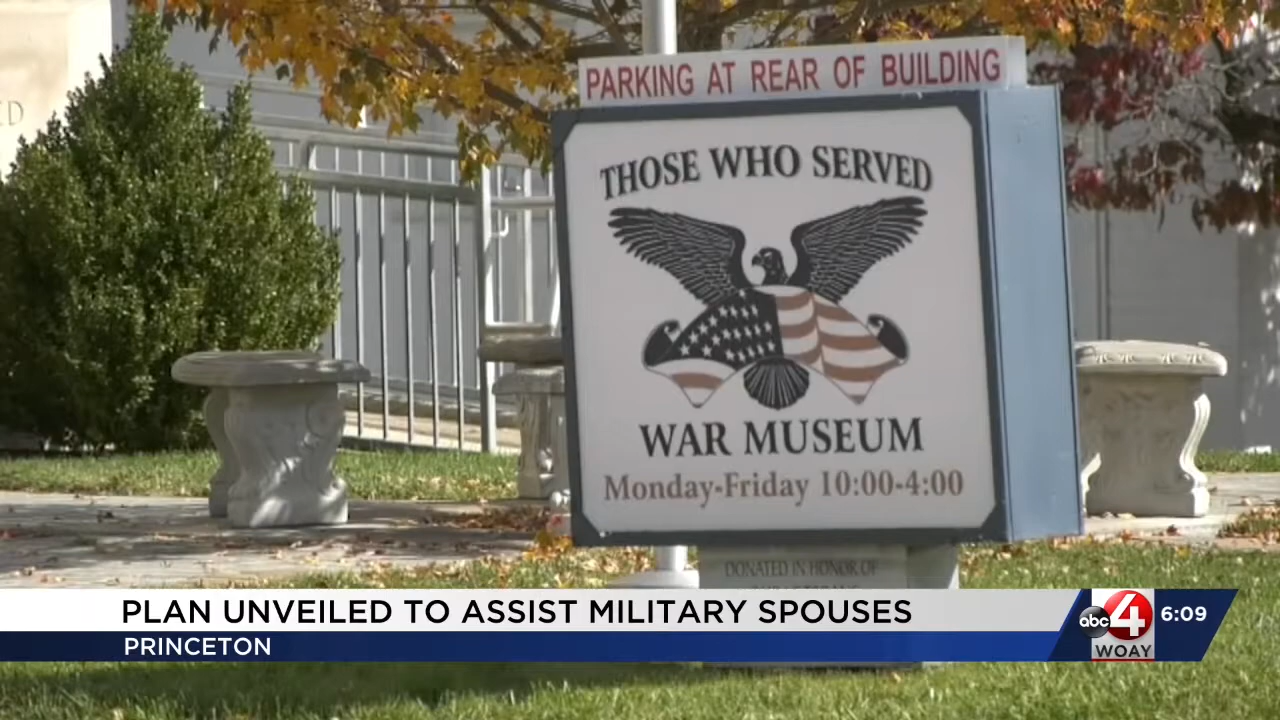 ED
PARKING AT REAR OF BUILDING
THOSE WHO SERVED
WAR MUSEUM
Monday-Friday 10:00-4:00
DONATED IN HONOR OF
PLAN UNVEILED TO ASSIST MILITARY SPOUSES
PRINCETON
abc 4
WOAY
6:09